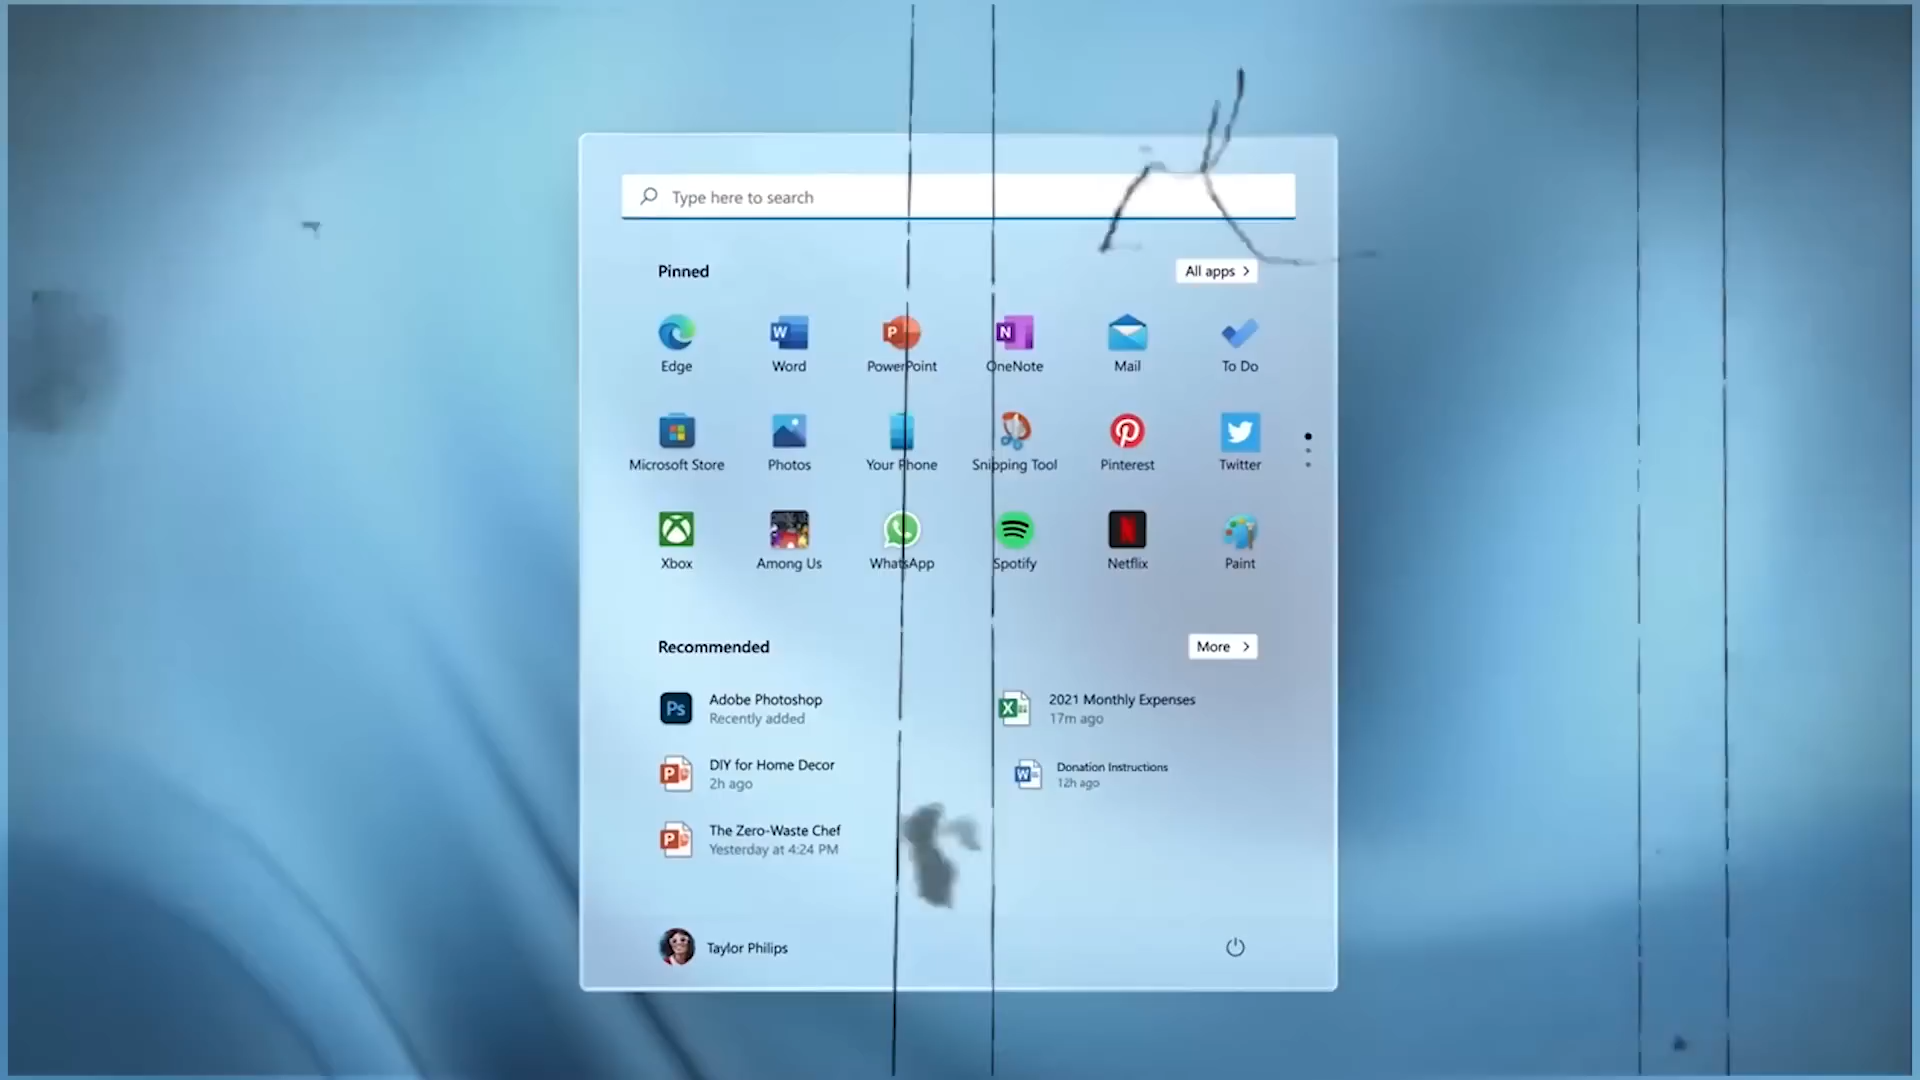 Type here to search
Pinned
All apps
Edge
Word
PowerPoint
OneNote
Mail
To Do
Microsoft Store
Photos
Your Phone
Snipping Tool
Pinterest
Twitter
Xbox
Among Us
WhatsApp
Spotify
Netflix
Paint
Recommended
More
Adobe Photoshop
Recently added
2021 Monthly Expenses
17m ago
DIY for Home Decor
2h ago
Donation Instructions
12h ago
The Zero-Waste Chef
Yesterday at 4:24 PM
Taylor Philips